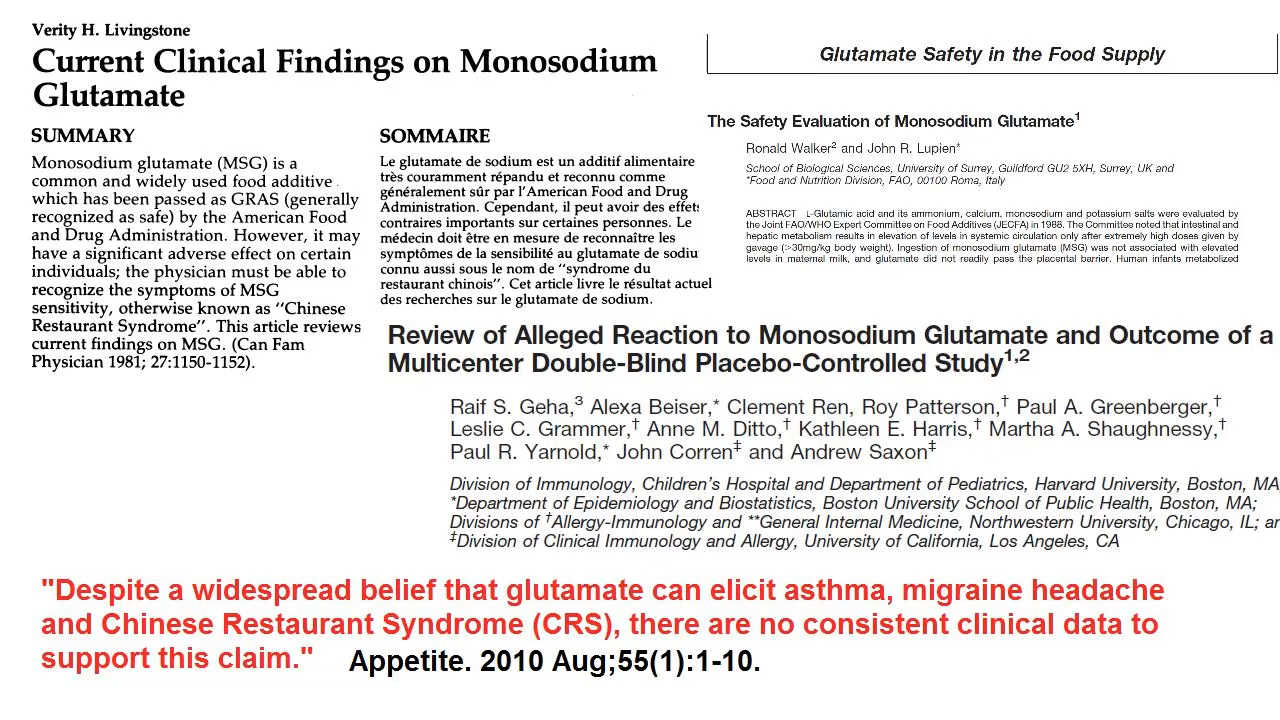 Verity H. Livingstone
Current Clinical Findings on Monosodium
Glutamate
SUMMARY
Monosodium glutamate (MSG) is a
common and widely used food additive
which has been passed as GRAS (generally
recognized as safe) by the American Food
and Drug Administration. However, it may
have a significant adverse effect on certain
individuals; the physician must be able to
recognize the symptoms of MSG
sensitivity, otherwise known as "Chinese
Restaurant Syndrome". This article reviews
current findings on MSG. (Can Fam
Physician 1981; 27:1150-1152).
SOMMAIRE
Le glutamate de sodium est un additif alimentaire
très couramment répandu et reconnu comme
généralement sûr par l'American Food and Drug
Administration. Cependant, il peut avoir des effets
contraires importants sur certaines personnes. Le
médecin doit être en mesure de reconnaître les
symptômes de la sensibilité au glutamate de sodiu
connu aussi sous le nom de "syndrome du
restaurant chinois". Cet article livre le résultat actuel
des recherches sur le glutamate de sodium.
Glutamate Safety in the Food Supply
The Safety Evaluation of Monosodium Glutamate1
Ronald Walker2 and John R. Lupien*
School of Biological Sciences, University of Surrey, Guildford GU2 5XH, Surrey, UK and
*Food and Nutrition Division, FAO, 00100 Roma, Italy
ABSTRACT L-Glutamic acid and its ammonium, calcium, monosodium and potassium salts were evaluated by
the Joint FAO/WHO Expert Committee on Food Additives (JECFA) in 1988. The Committee noted that intestinal and
hepatic metabolism results in elevation of levels in systemic circulation only after extremely high doses given by
gavage (>30mg/kg body weight). Ingestion of monosodium glutamate (MSG) was not associated with elevated
levels in maternal milk, and glutamate did not readily pass the placental barrier. Human infants metabolized
Review of Alleged Reaction to Monosodium Glutamate and Outcome of a
Multicenter Double-Blind Placebo-Controlled Study1,2
Raif S. Geha,3 Alexa Beiser,* Clement Ren, Roy Patterson,† Paul A. Greenberger,†
Leslie C. Grammer,† Anne M. Ditto,† Kathleen E. Harris,† Martha A. Shaughnessy,†
Paul R. Yarnold,* John Corren‡ and Andrew Saxon‡
Division of Immunology, Children's Hospital and Department of Pediatrics, Harvard University, Boston, MA
*Department of Epidemiology and Biostatistics, Boston University School of Public Health, Boston, MA;
Divisions of †Allergy-Immunology and **General Internal Medicine, Northwestern University, Chicago, IL; an
‡Division of Clinical Immunology and Allergy, University of California, Los Angeles, CA
"Despite a widespread belief that glutamate can elicit asthma, migraine headache
and Chinese Restaurant Syndrome (CRS), there are no consistent clinical data to
support this claim." Appetite. 2010 Aug;55(1):1-10.